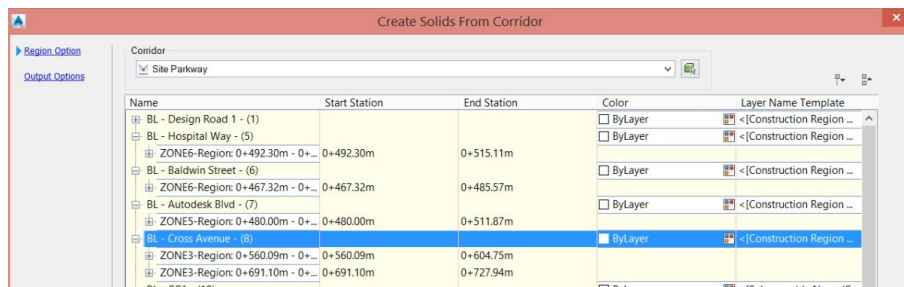 Create Solids From Corridor
Region Option
Output Options
Corridor
Site Parkway
Name Start Station End Station Color Layer Name Template
BL - Design Road 1 - (1) ByLayer <[Construction Region ...
BL - Hospital Way - (5) ByLayer <[Construction Region ...
ZONE6-Region: 0+492.30m - 0+... 0+492.30m 0+515.11m
BL - Baldwin Street - (6) ByLayer <[Construction Region ...
ZONE6-Region: 0+467.32m - 0+... 0+467.32m 0+485.57m
BL - Autodesk Blvd - (7) ByLayer <[Construction Region ...
ZONE5-Region: 0+480.00m - 0+... 0+480.00m 0+511.87m
BL - Cross Avenue - (8) ByLayer <[Construction Region ...
ZONE3-Region: 0+560.09m - 0+... 0+560.09m 0+604.75m
ZONE3-Region: 0+691.10m - 0+... 0+691.10m 0+727.94m